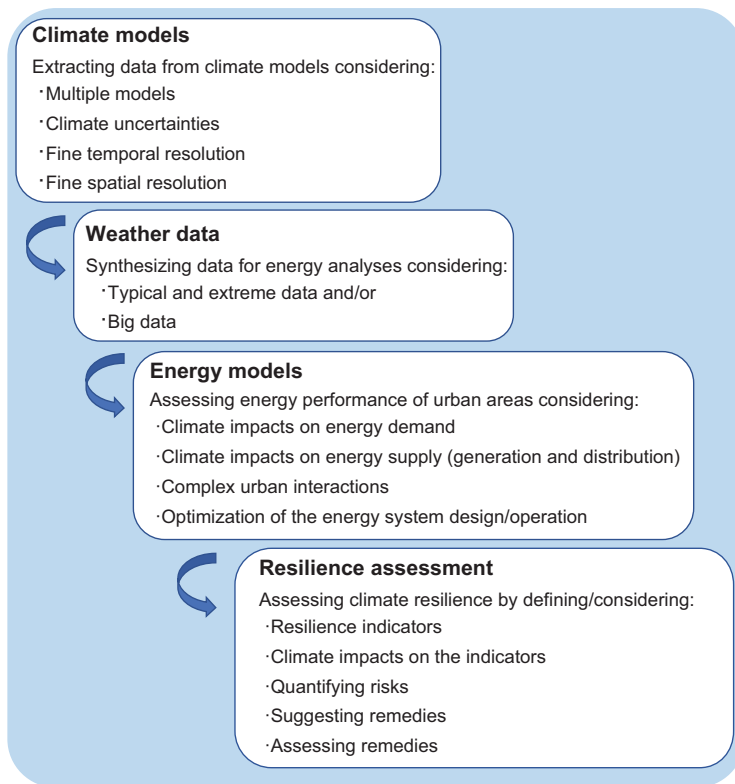 Climate models
Extracting data from climate models considering:
·Multiple models
·Climate uncertainties
·Fine temporal resolution
·Fine spatial resolution
Weather data
Synthesizing data for energy analyses considering:
·Typical and extreme data and/or
·Big data
Energy models
Assessing energy performance of urban areas considering:
·Climate impacts on energy demand
·Climate impacts on energy supply (generation and distribution)
·Complex urban interactions
·Optimization of the energy system design/operation
Resilience assessment
Assessing climate resilience by defining/considering:
·Resilience indicators
·Climate impacts on the indicators
·Quantifying risks
·Suggesting remedies
·Assessing remedies